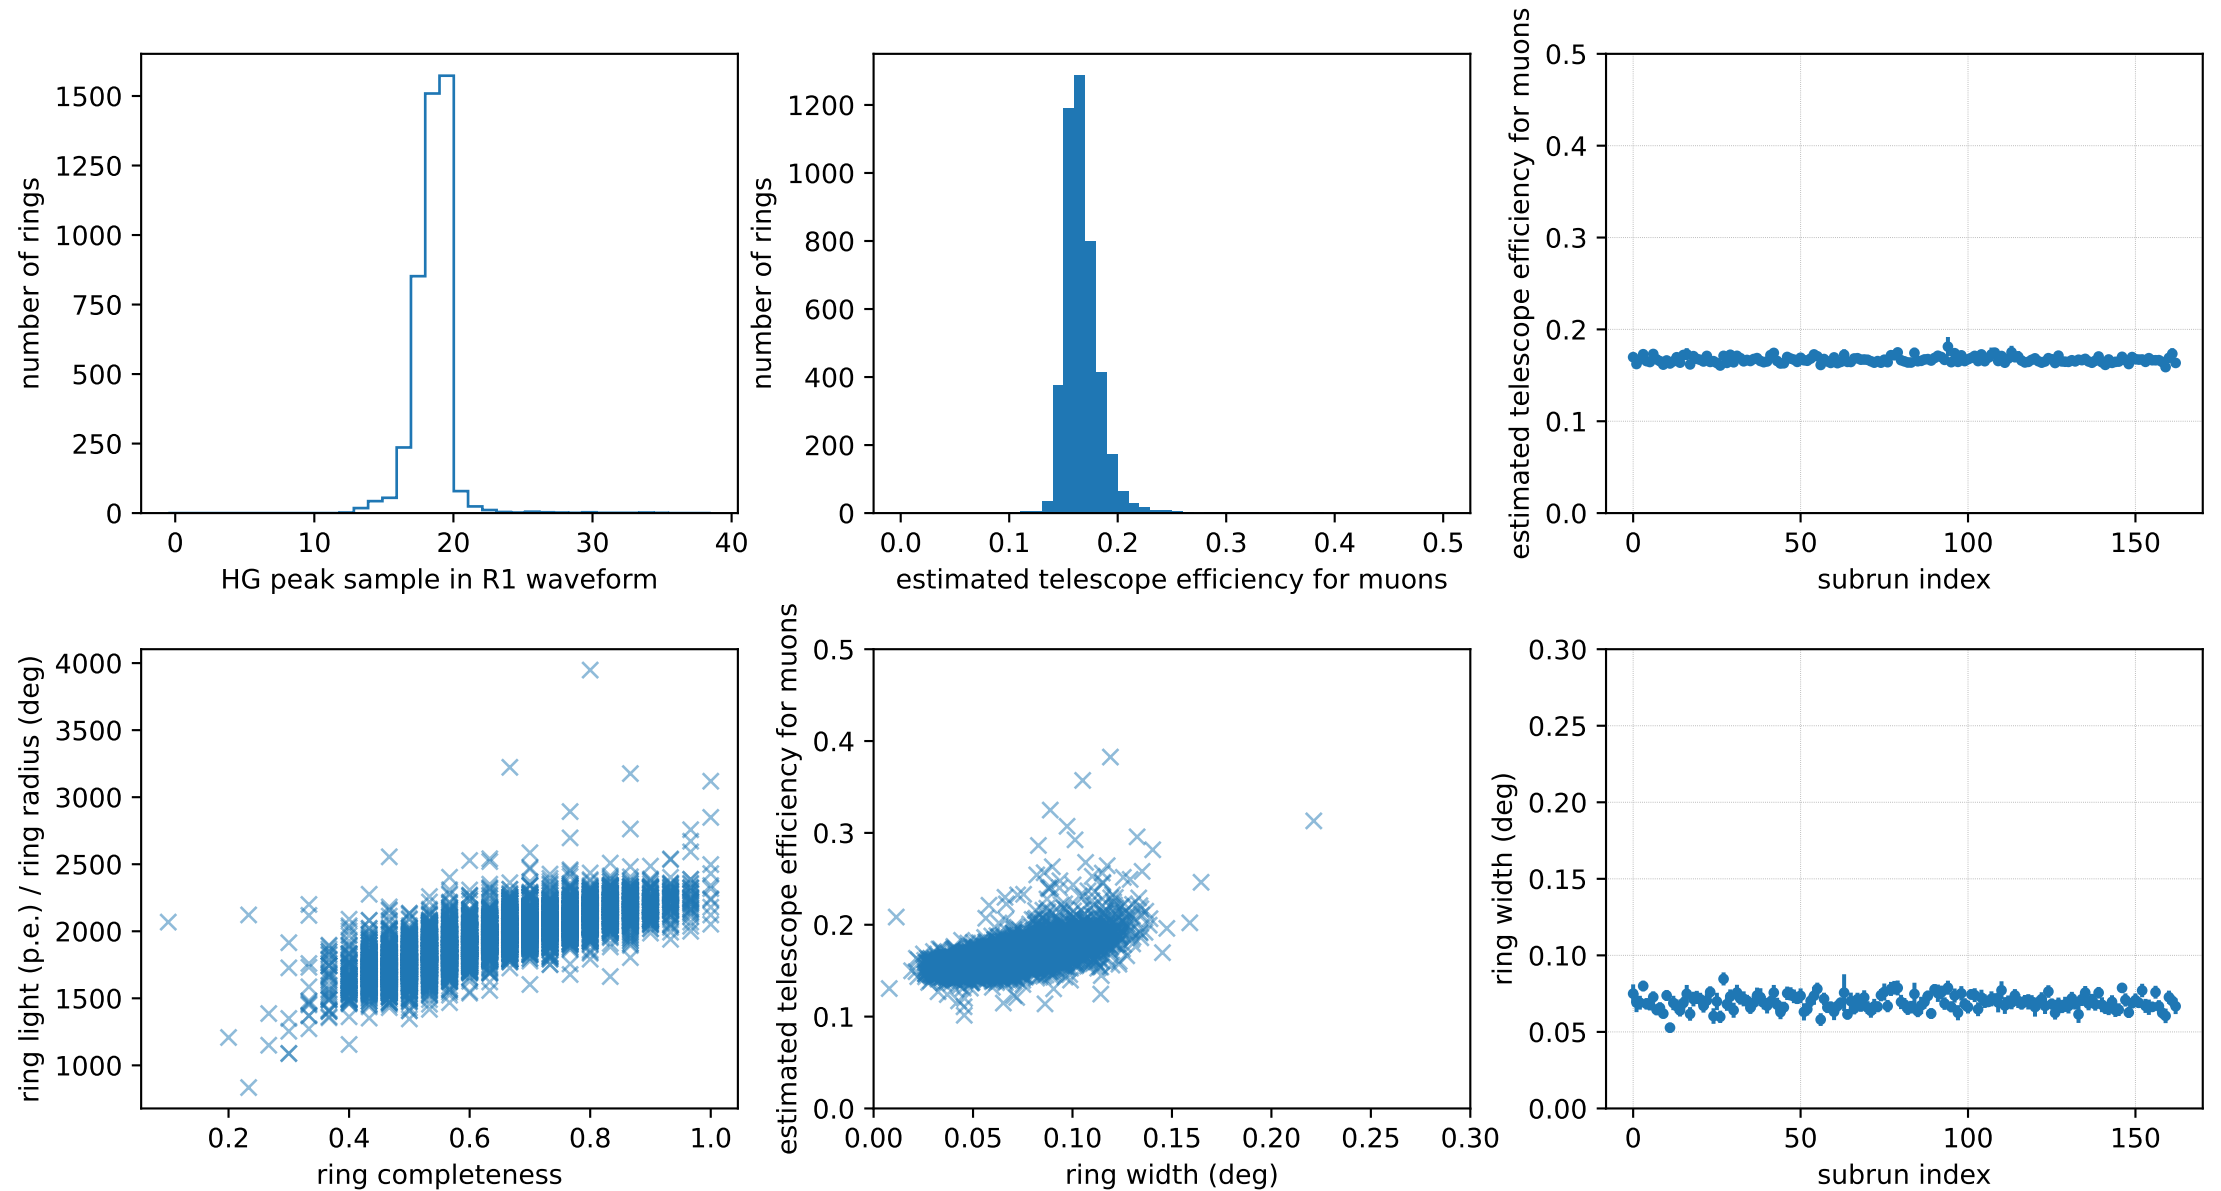 1500
1250
1000
750
500
250
0
number of rings
0 10 20 30 40
HG peak sample in R1 waveform
1200
1000
800
600
400
200
0
number of rings
0.0 0.1 0.2 0.3 0.4 0.5
estimated telescope efficiency for muons
0.5
0.4
0.3
0.2
0.1
0.0
estimated telescope efficiency for muons
0 50 100 150
subrun index
4000
3500
3000
2500
2000
1500
1000
ring light (p.e.) / ring radius (deg)
0.2 0.4 0.6 0.8 1.0
ring completeness
0.5
0.4
0.3
0.2
0.1
0.0
estimated telescope efficiency for muons
0.00 0.05 0.10 0.15 0.20 0.25 0.30
ring width (deg)
0.30
0.25
0.20
0.15
0.10
0.05
0.00
ring width (deg)
0 50 100 150
subrun index